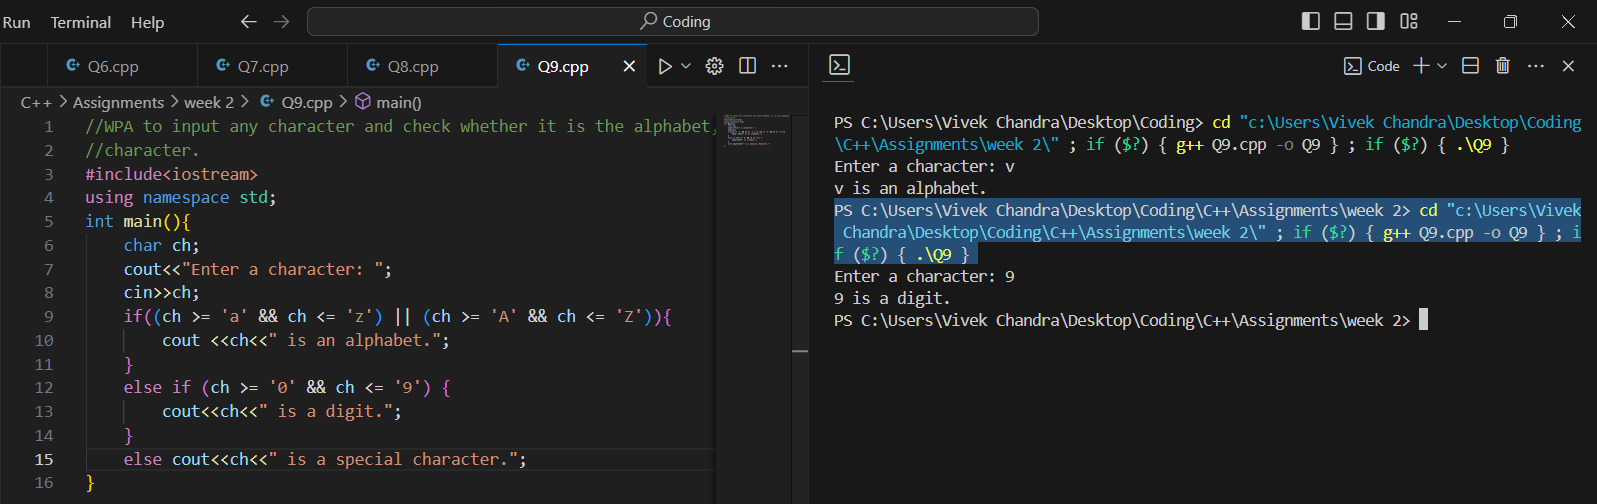 Run Terminal Help
Coding
Q6.cpp Q7.cpp Q8.cpp Q9.cpp
C++ > Assignments > week 2 > Q9.cpp > main()
1 //WPA to input any character and check whether it is the alphabet,
2 //character.
3 #include<iostream>
4 using namespace std;
5 int main(){
6 char ch;
7 cout<<"Enter a character: ";
8 cin>>ch;
9 if((ch >= 'a' && ch <= 'z') || (ch >= 'A' && ch <= 'Z')){
10 cout <<ch<<" is an alphabet.";
11 }
12 else if (ch >= '0' && ch <= '9') {
13 cout<<ch<<" is a digit.";
14 }
15 else cout<<ch<<" is a special character.";
16 }
Code
PS C:\Users\Vivek Chandra\Desktop\Coding> cd "c:\Users\Vivek Chandra\Desktop\Coding
\C++\Assignments\week 2\" ; if ($?) { g++ Q9.cpp -o Q9 } ; if ($?) { .\Q9 }
Enter a character: v
v is an alphabet.
PS C:\Users\Vivek Chandra\Desktop\Coding\C++\Assignments\week 2> cd "c:\Users\Vivek
Chandra\Desktop\Coding\C++\Assignments\week 2\" ; if ($?) { g++ Q9.cpp -o Q9 } ; i
f ($?) { .\Q9 }
Enter a character: 9
9 is a digit.
PS C:\Users\Vivek Chandra\Desktop\Coding\C++\Assignments\week 2>